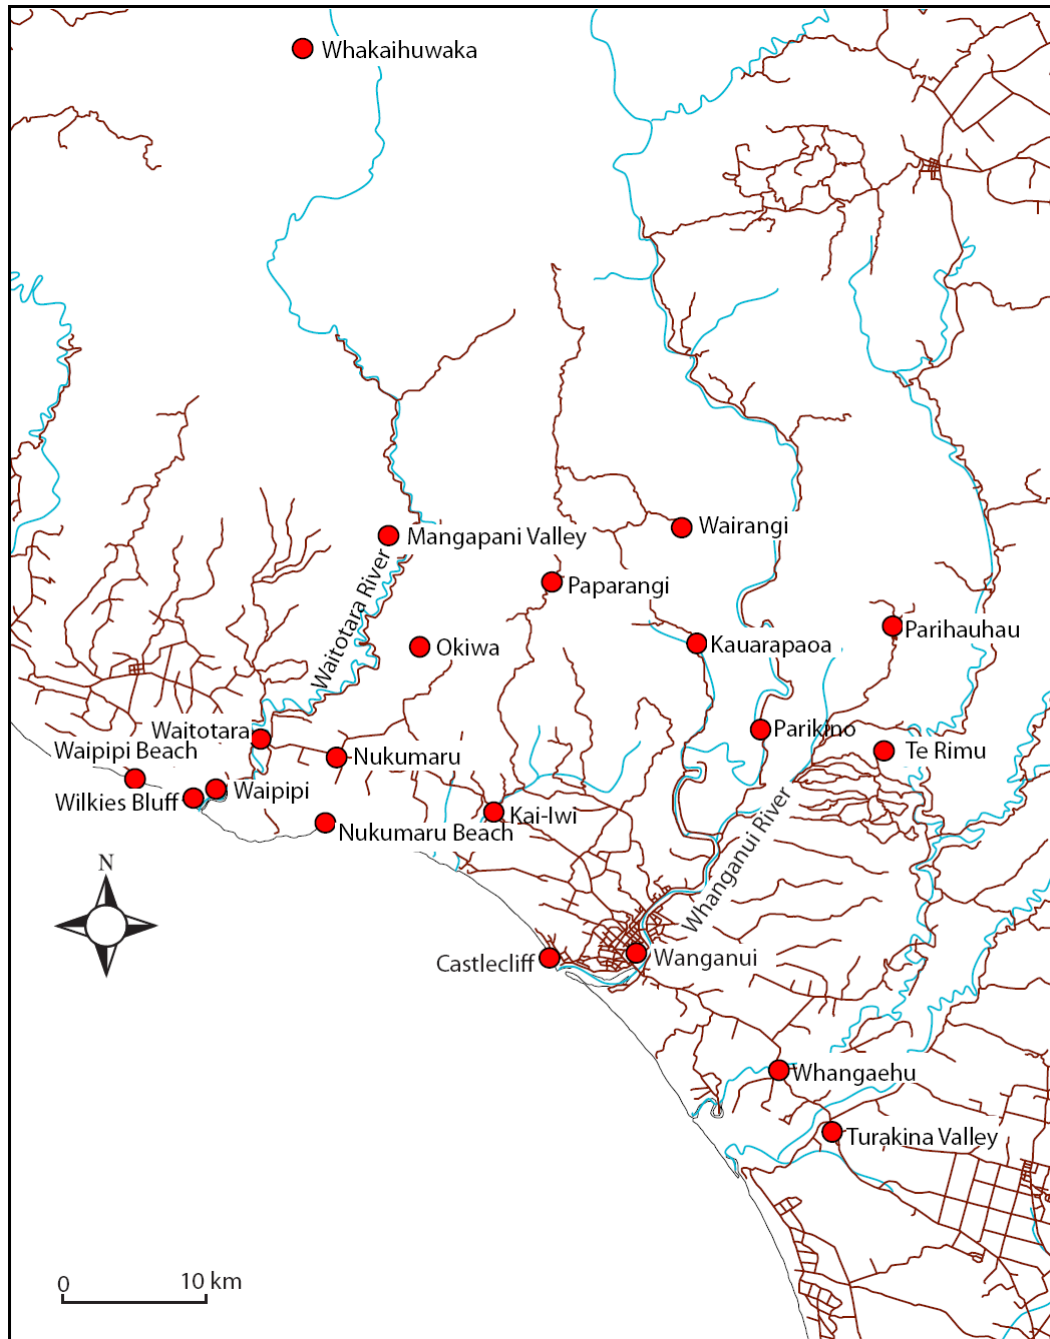 Whakaihuwaka
Wairangi
Mangapani Valley
Paparangi
Waitotara River
Parihauhau
Okiwa
Kauarapaoa
Waitotara
Parikino
Waipipi Beach
Nukumaru
Te Rimu
Waipipi
Wilkies Bluff
Kai-Iwi
Nukumaru Beach
Whanganui River
N
Castlecliff
Wanganui
Whangaehu
Turakina Valley
0
10 km